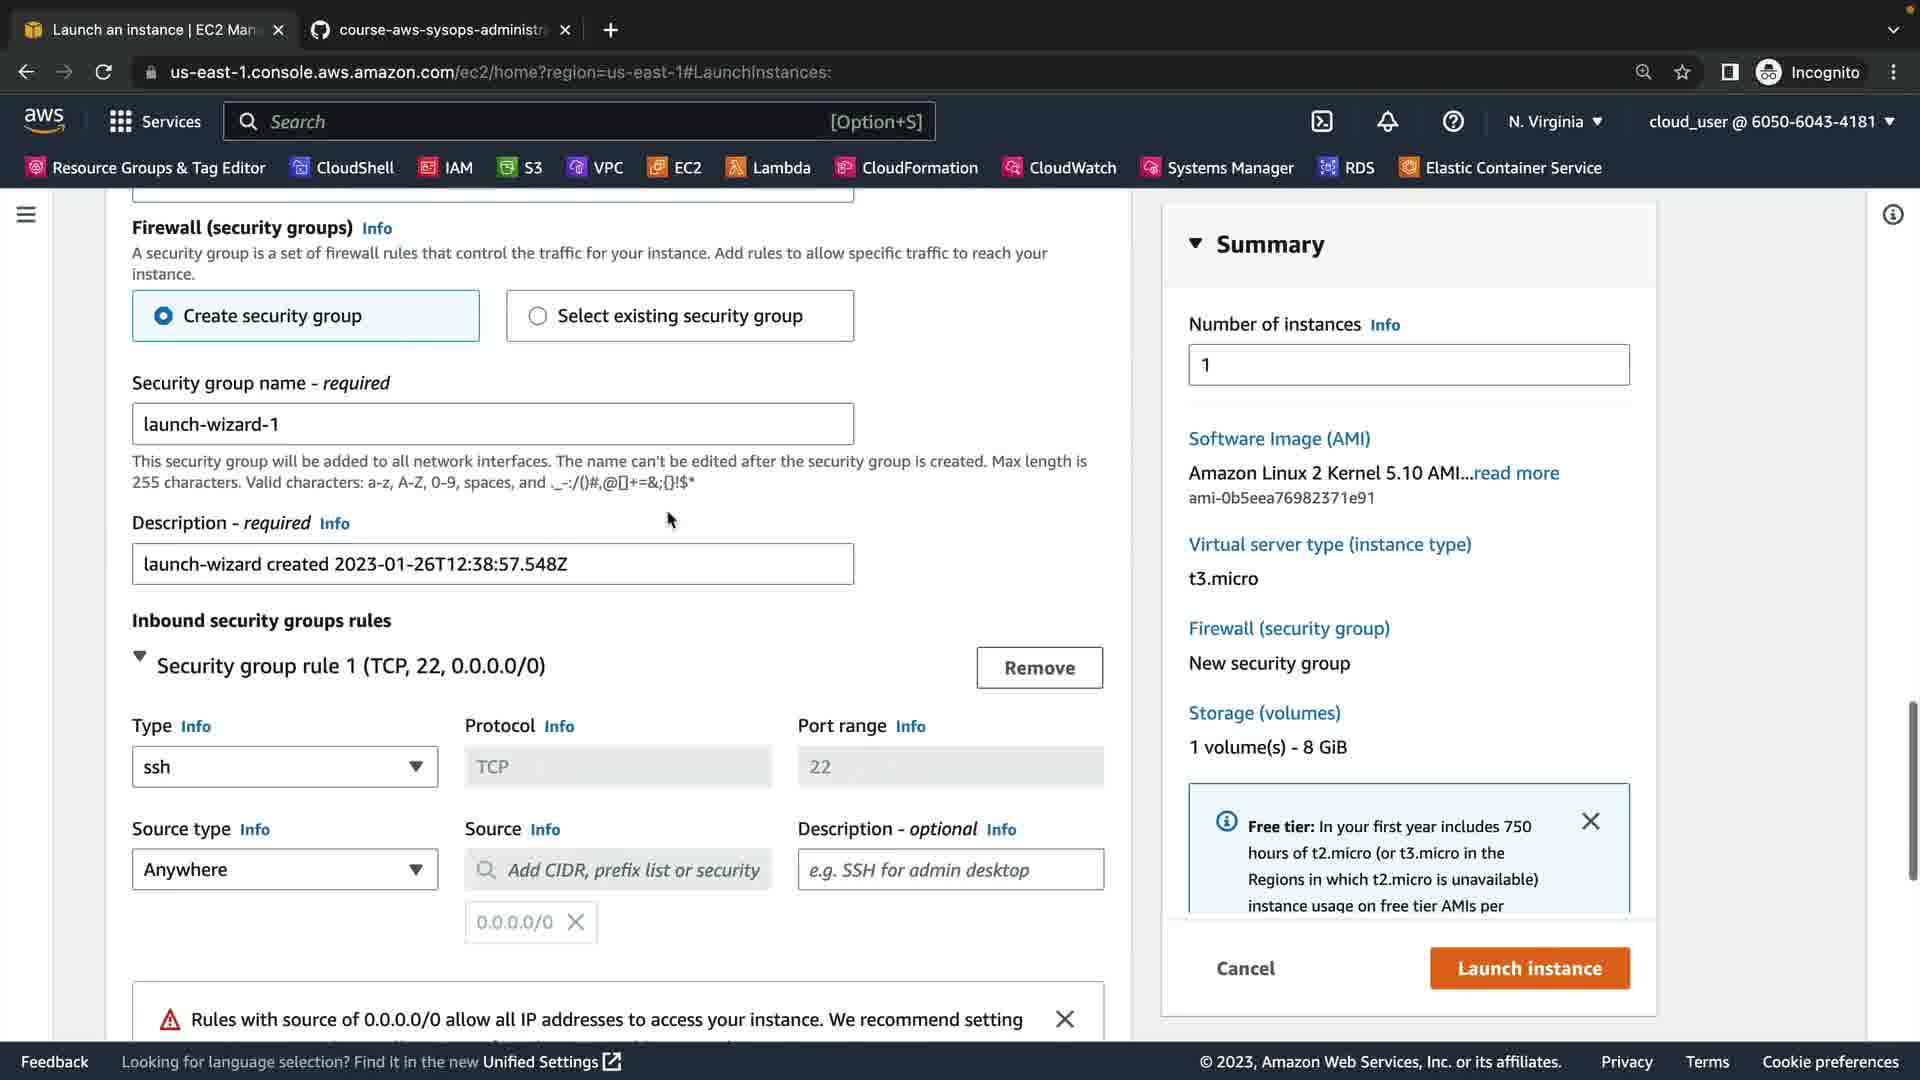 Launch an instance | EC2 Man
course-aws-sysops-administr
us-east-1.console.aws.amazon.com/ec2/home?region=us-east-1#LaunchInstances:
Incognito
aws
Services
Search
[Option+S]
N. Virginia
cloud_user @ 6050-6043-4181
Resource Groups & Tag Editor
CloudShell
IAM
S3
VPC
EC2
Lambda
CloudFormation
CloudWatch
Systems Manager
RDS
Elastic Container Service
Firewall (security groups) Info
A security group is a set of firewall rules that control the traffic for your instance. Add rules to allow specific traffic to reach your
instance.
Create security group
Select existing security group
Security group name - required
launch-wizard-1
This security group will be added to all network interfaces. The name can't be edited after the security group is created. Max length is
255 characters. Valid characters: a-z, A-Z, 0-9, spaces, and ._-:/()#,@[]+=&;{}!$*
Description - required Info
launch-wizard created 2023-01-26T12:38:57.548Z
Inbound security groups rules
Security group rule 1 (TCP, 22, 0.0.0.0/0)
Remove
Type Info
Protocol Info
Port range Info
ssh
TCP
22
Source type Info
Source Info
Description - optional Info
Anywhere
Add CIDR, prefix list or security
e.g. SSH for admin desktop
0.0.0.0/0
Rules with source of 0.0.0.0/0 allow all IP addresses to access your instance. We recommend setting
Summary
Number of instances Info
1
Software Image (AMI)
Amazon Linux 2 Kernel 5.10 AMI...read more
ami-0b5eea76982371e91
Virtual server type (instance type)
t3.micro
Firewall (security group)
New security group
Storage (volumes)
1 volume(s) - 8 GiB
Free tier: In your first year includes 750
hours of t2.micro (or t3.micro in the
Regions in which t2.micro is unavailable)
instance usage on free tier AMIs per
Cancel
Launch instance
Feedback
Looking for language selection? Find it in the new Unified Settings
© 2023, Amazon Web Services, Inc. or its affiliates.
Privacy
Terms
Cookie preferences